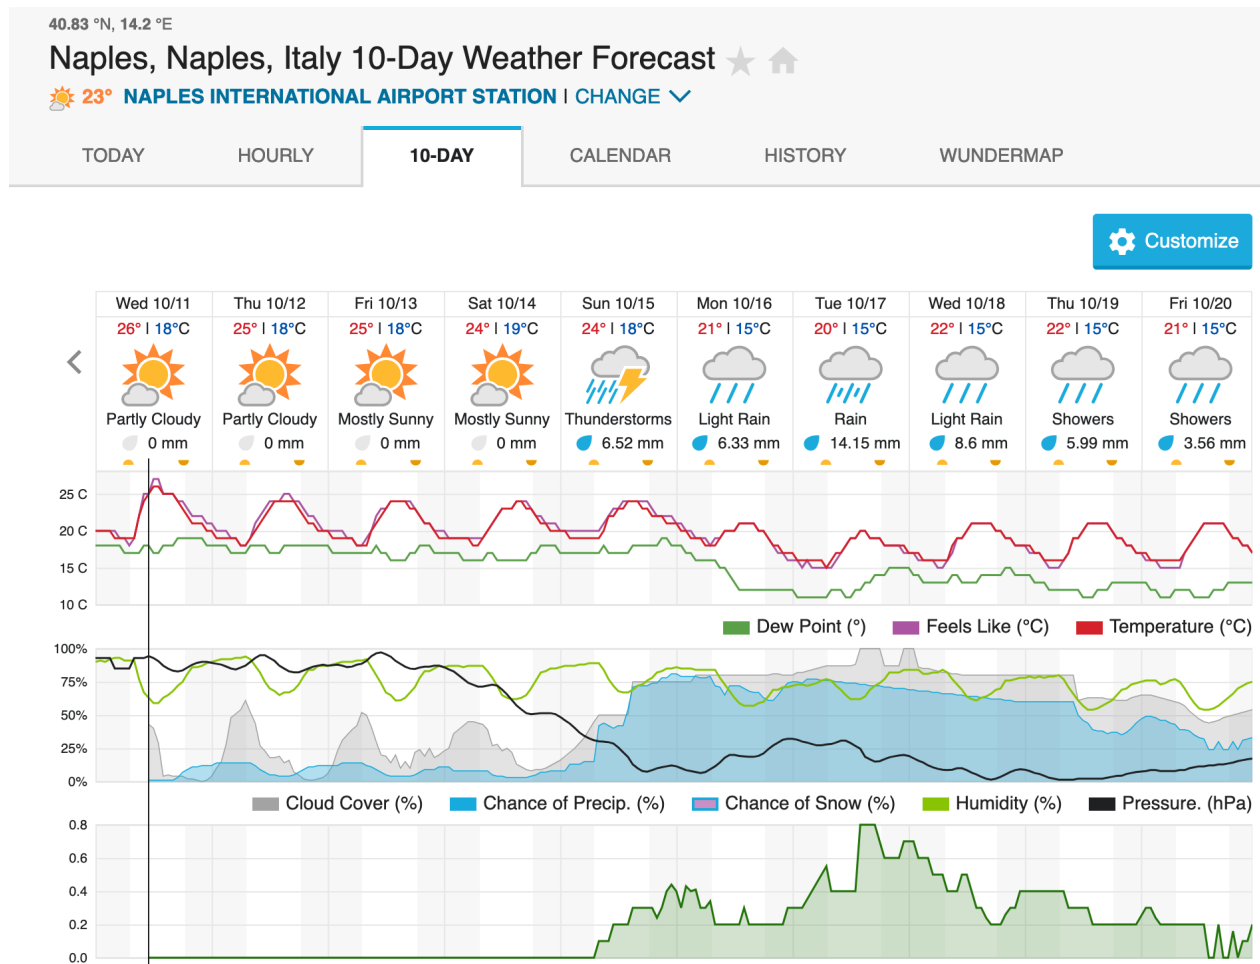 40.83 °N, 14.2 °E
Naples, Naples, Italy 10-Day Weather Forecast
23° NAPLES INTERNATIONAL AIRPORT STATION | CHANGE
TODAY HOURLY 10-DAY CALENDAR HISTORY WUNDERMAP
Customize
Wed 10/11 Thu 10/12 Fri 10/13 Sat 10/14 Sun 10/15 Mon 10/16 Tue 10/17 Wed 10/18 Thu 10/19 Fri 10/20
26° | 18°C 25° | 18°C 25° | 18°C 24° | 19°C 24° | 18°C 21° | 15°C 20° | 15°C 22° | 15°C 22° | 15°C 21° | 15°C
Partly Cloudy Partly Cloudy Mostly Sunny Mostly Sunny Thunderstorms Light Rain Rain Light Rain Showers Showers
0 mm 0 mm 0 mm 0 mm 6.52 mm 6.33 mm 14.15 mm 8.6 mm 5.99 mm 3.56 mm
25 C
20 C
15 C
10 C
Dew Point (°) Feels Like (°C) Temperature (°C)
100%
75%
50%
25%
0%
Cloud Cover (%) Chance of Precip. (%) Chance of Snow (%) Humidity (%) Pressure. (hPa)
0.8
0.6
0.4
0.2
0.0